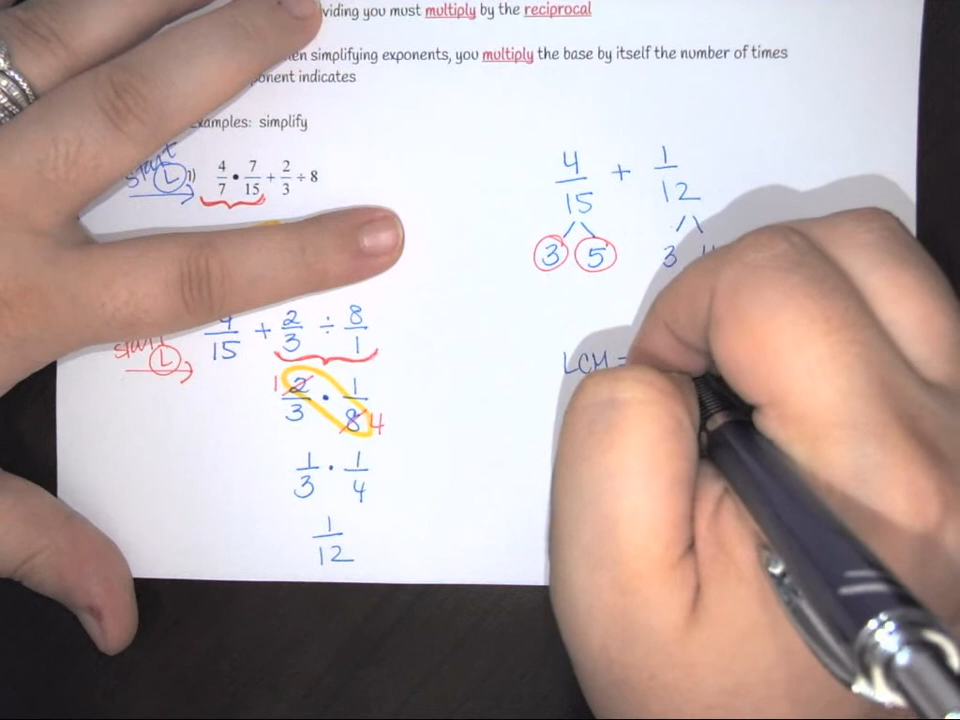 viding you must multiply by the reciprocal
en simplifying exponents, you multiply the base by itself the number of times
onent indicates
amples: simplify
start L 1) 4/7 • 7/15 + 2/3 ÷ 8
4/15 + 1/12
3 5 3
4/15 + 2/3 ÷ 8/1
start L
LCM =
1 2/3 • 1/8 4
1/3 • 1/4
1/12